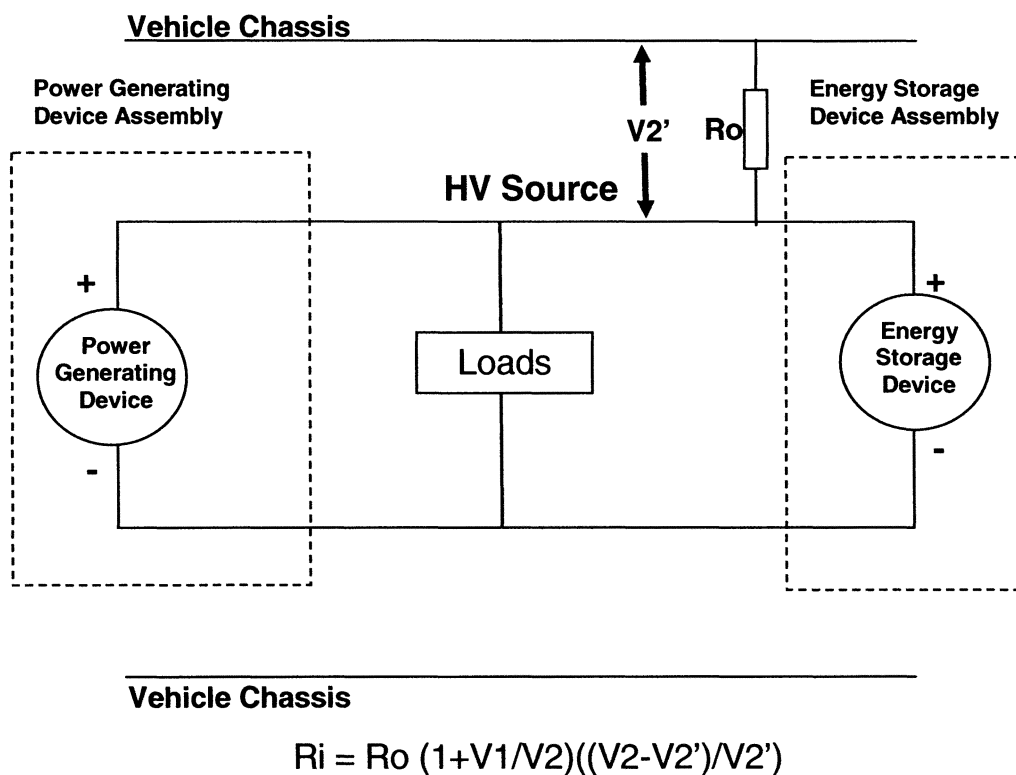 Vehicle Chassis
Power Generating
Device Assembly
Energy Storage
Device Assembly
V2’
Ro
HV Source
+
+
Power
Generating
Device
Loads
Energy
Storage
Device
-
-
Vehicle Chassis
Ri = Ro (1+V1/V2)((V2-V2’)/V2’)